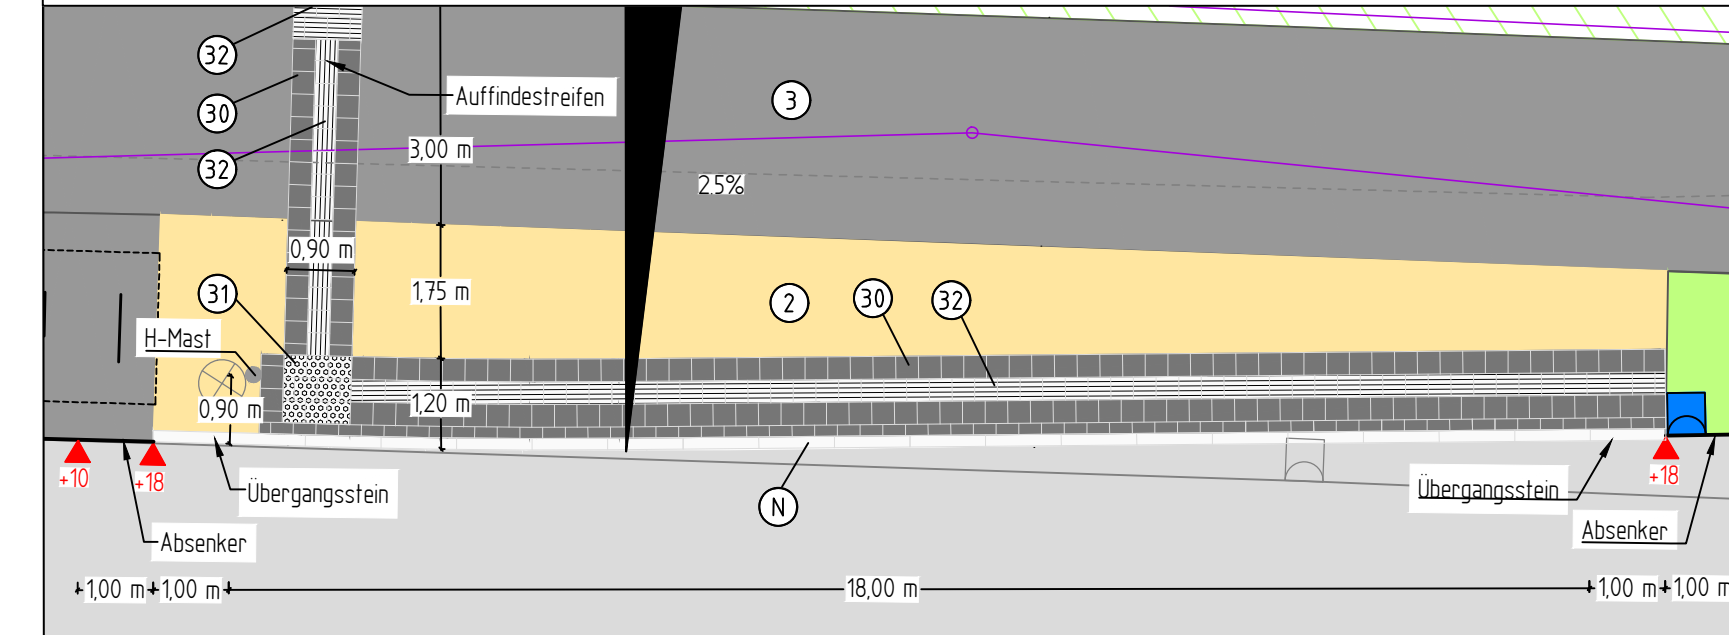 32
30
Auffindestreifen
3
3,00 m
32
2.5%
0,90 m
31
1,75 m
2
30
32
H-Mast
0,90 m
1,20 m
+10
+18
Übergangsstein
N
+18
Übergangsstein
Absenker
Absenker
1,00 m
1,00 m
18,00 m
1,00 m
1,00 m